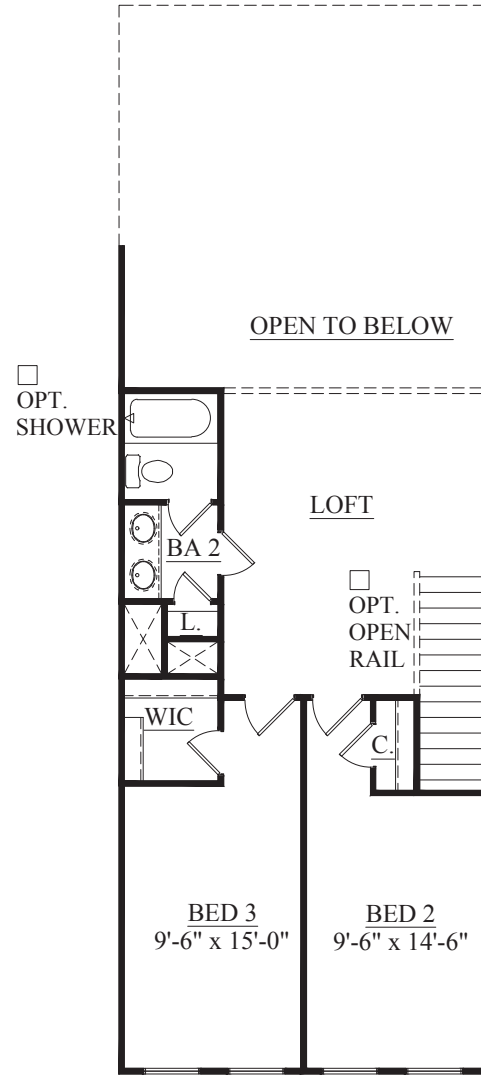 OPEN TO BELOW
OPT.
SHOWER
LOFT
BA 2
OPT.
OPEN
RAIL
L.
WIC
C.
BED 3
9'-6" x 15'-0"
BED 2
9'-6" x 14'-6"